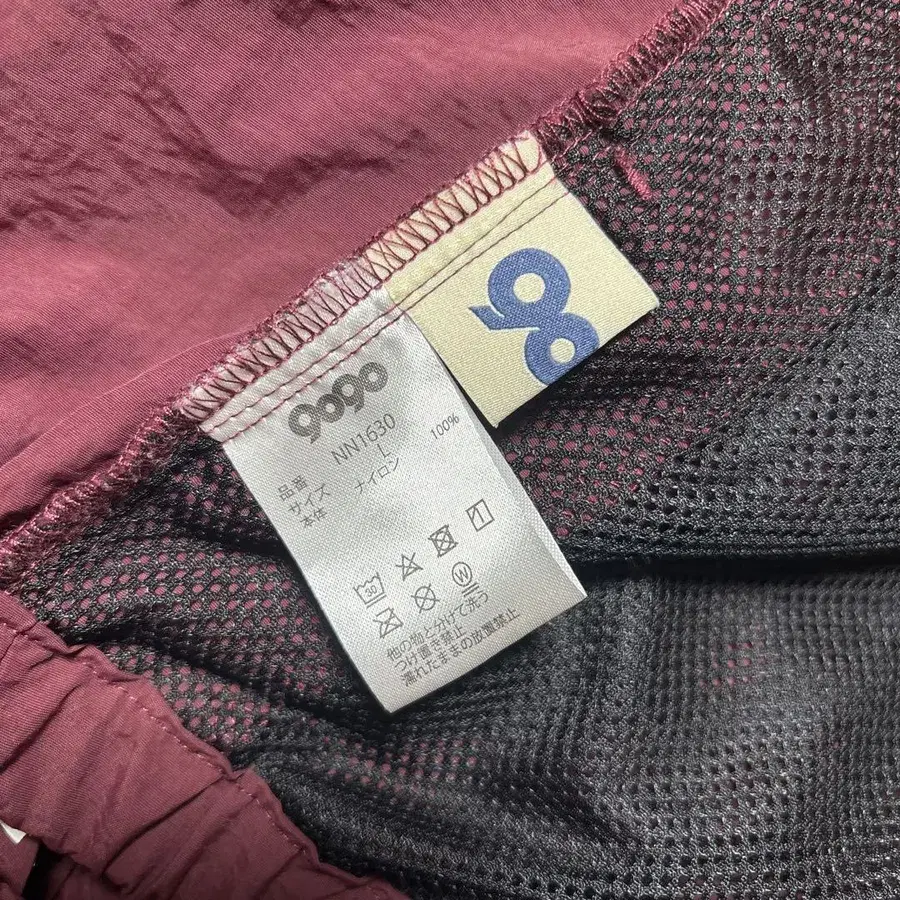 9090
品番 NN1630
サイズ L
本体 ナイロン 100%
30
W
他の物と分けて洗う
つけ置き禁止
濡れたままの放置禁止